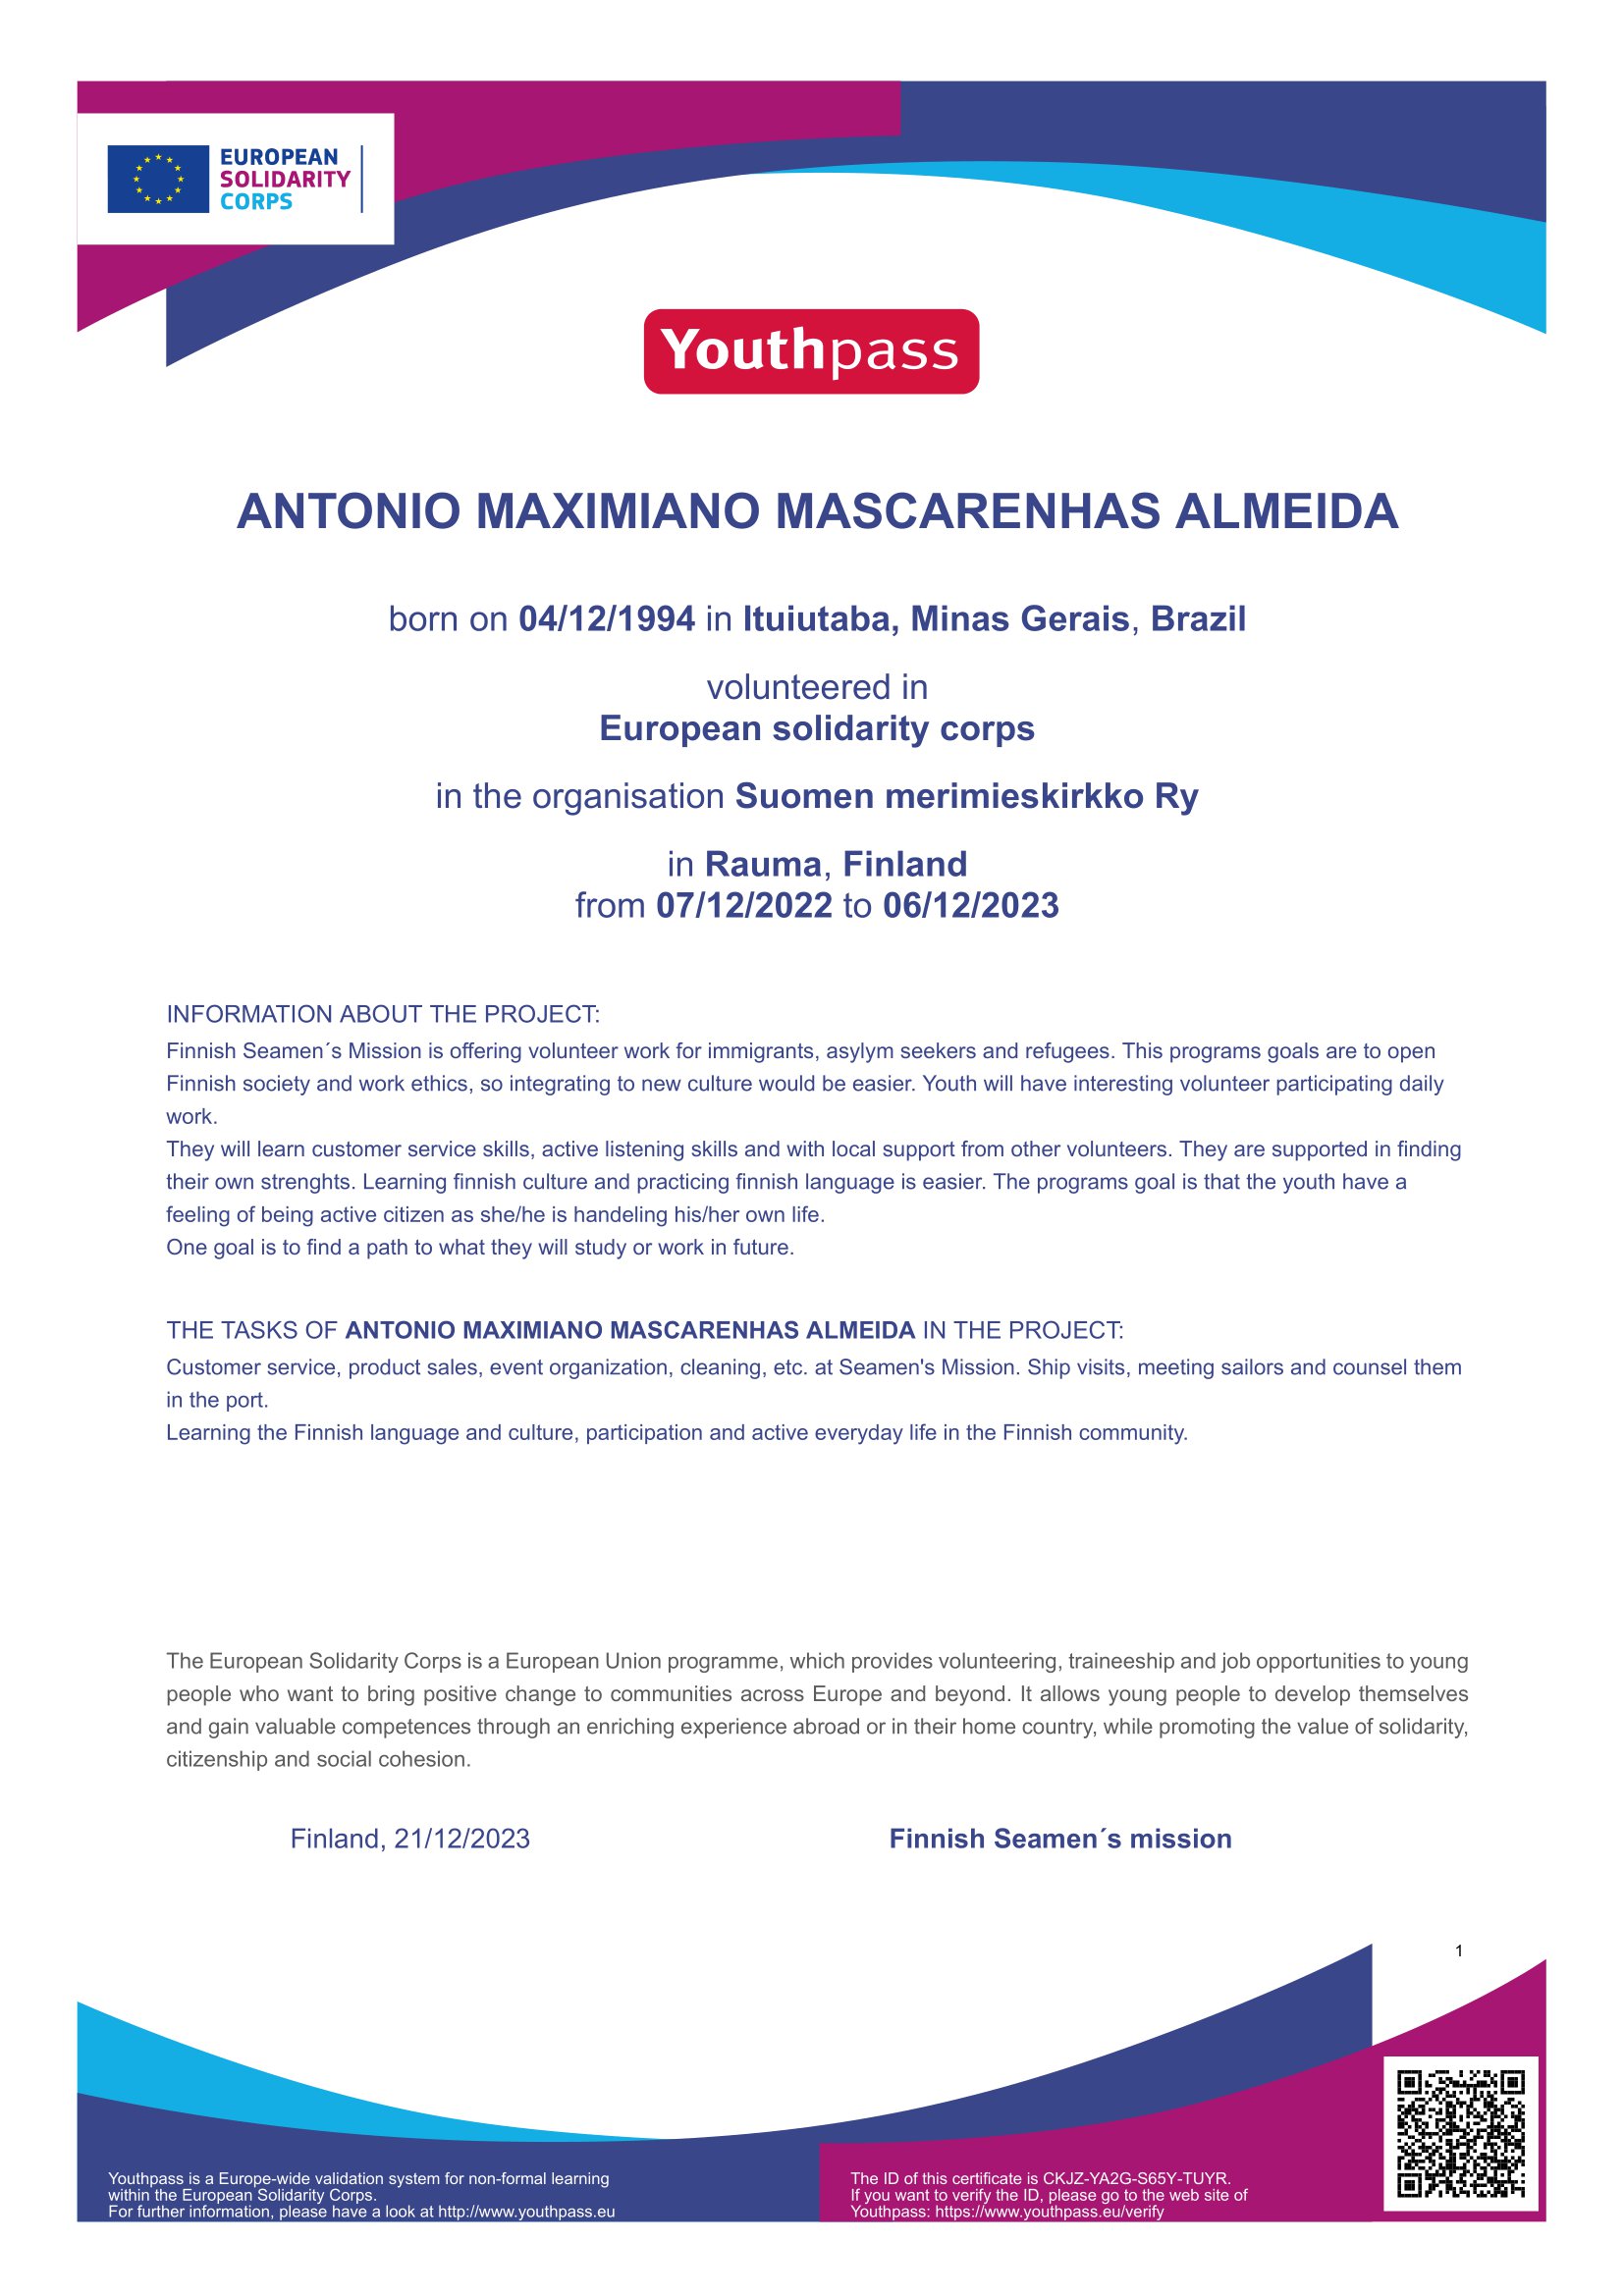 EUROPEAN
SOLIDARITY
CORPS
Youthpass
ANTONIO MAXIMIANO MASCARENHAS ALMEIDA
born on 04/12/1994 in Ituiutaba, Minas Gerais, Brazil
volunteered in
European solidarity corps
in the organisation Suomen merimieskirkko Ry
in Rauma, Finland
from 07/12/2022 to 06/12/2023
INFORMATION ABOUT THE PROJECT:
Finnish Seamen´s Mission is offering volunteer work for immigrants, asylym seekers and refugees. This programs goals are to open
Finnish society and work ethics, so integrating to new culture would be easier. Youth will have interesting volunteer participating daily
work.
They will learn customer service skills, active listening skills and with local support from other volunteers. They are supported in finding
their own strenghts. Learning finnish culture and practicing finnish language is easier. The programs goal is that the youth have a
feeling of being active citizen as she/he is handeling his/her own life.
One goal is to find a path to what they will study or work in future.
THE TASKS OF ANTONIO MAXIMIANO MASCARENHAS ALMEIDA IN THE PROJECT:
Customer service, product sales, event organization, cleaning, etc. at Seamen's Mission. Ship visits, meeting sailors and counsel them
in the port.
Learning the Finnish language and culture, participation and active everyday life in the Finnish community.
The European Solidarity Corps is a European Union programme, which provides volunteering, traineeship and job opportunities to young
people who want to bring positive change to communities across Europe and beyond. It allows young people to develop themselves
and gain valuable competences through an enriching experience abroad or in their home country, while promoting the value of solidarity,
citizenship and social cohesion.
Finland, 21/12/2023
Finnish Seamen´s mission
1
Youthpass is a Europe-wide validation system for non-formal learning
within the European Solidarity Corps.
For further information, please have a look at http://www.youthpass.eu
The ID of this certificate is CKJZ-YA2G-S65Y-TUYR.
If you want to verify the ID, please go to the web site of
Youthpass: https://www.youthpass.eu/verify